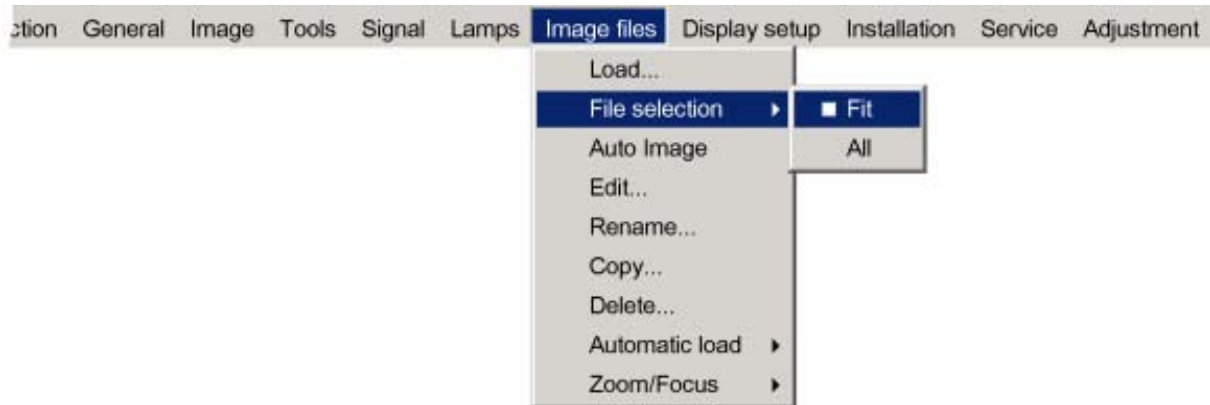 ction General Image Tools Signal Lamps Image files Display setup Installation Service Adjustment
Load...
File selection Fit
Auto Image All
Edit...
Rename...
Copy...
Delete...
Automatic load
Zoom/Focus